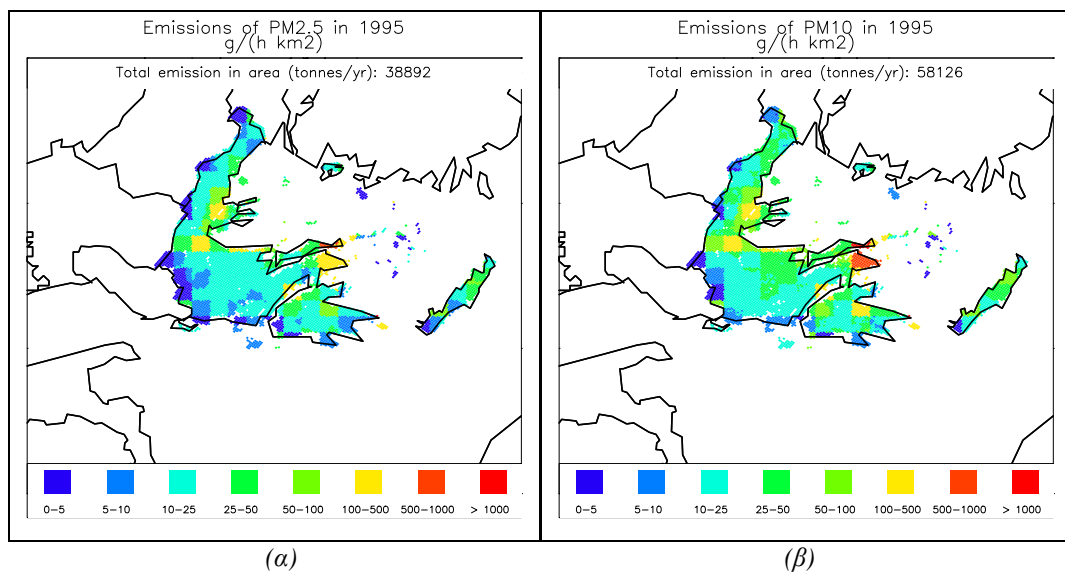 Emissions of PM2.5 in 1995
g/(h km2)
Total emission in area (tonnes/yr): 38892
0-5 5-10 10-25 25-50 50-100 100-500 500-1000 > 1000
(α)
Emissions of PM10 in 1995
g/(h km2)
Total emission in area (tonnes/yr): 58126
0-5 5-10 10-25 25-50 50-100 100-500 500-1000 > 1000
(β)